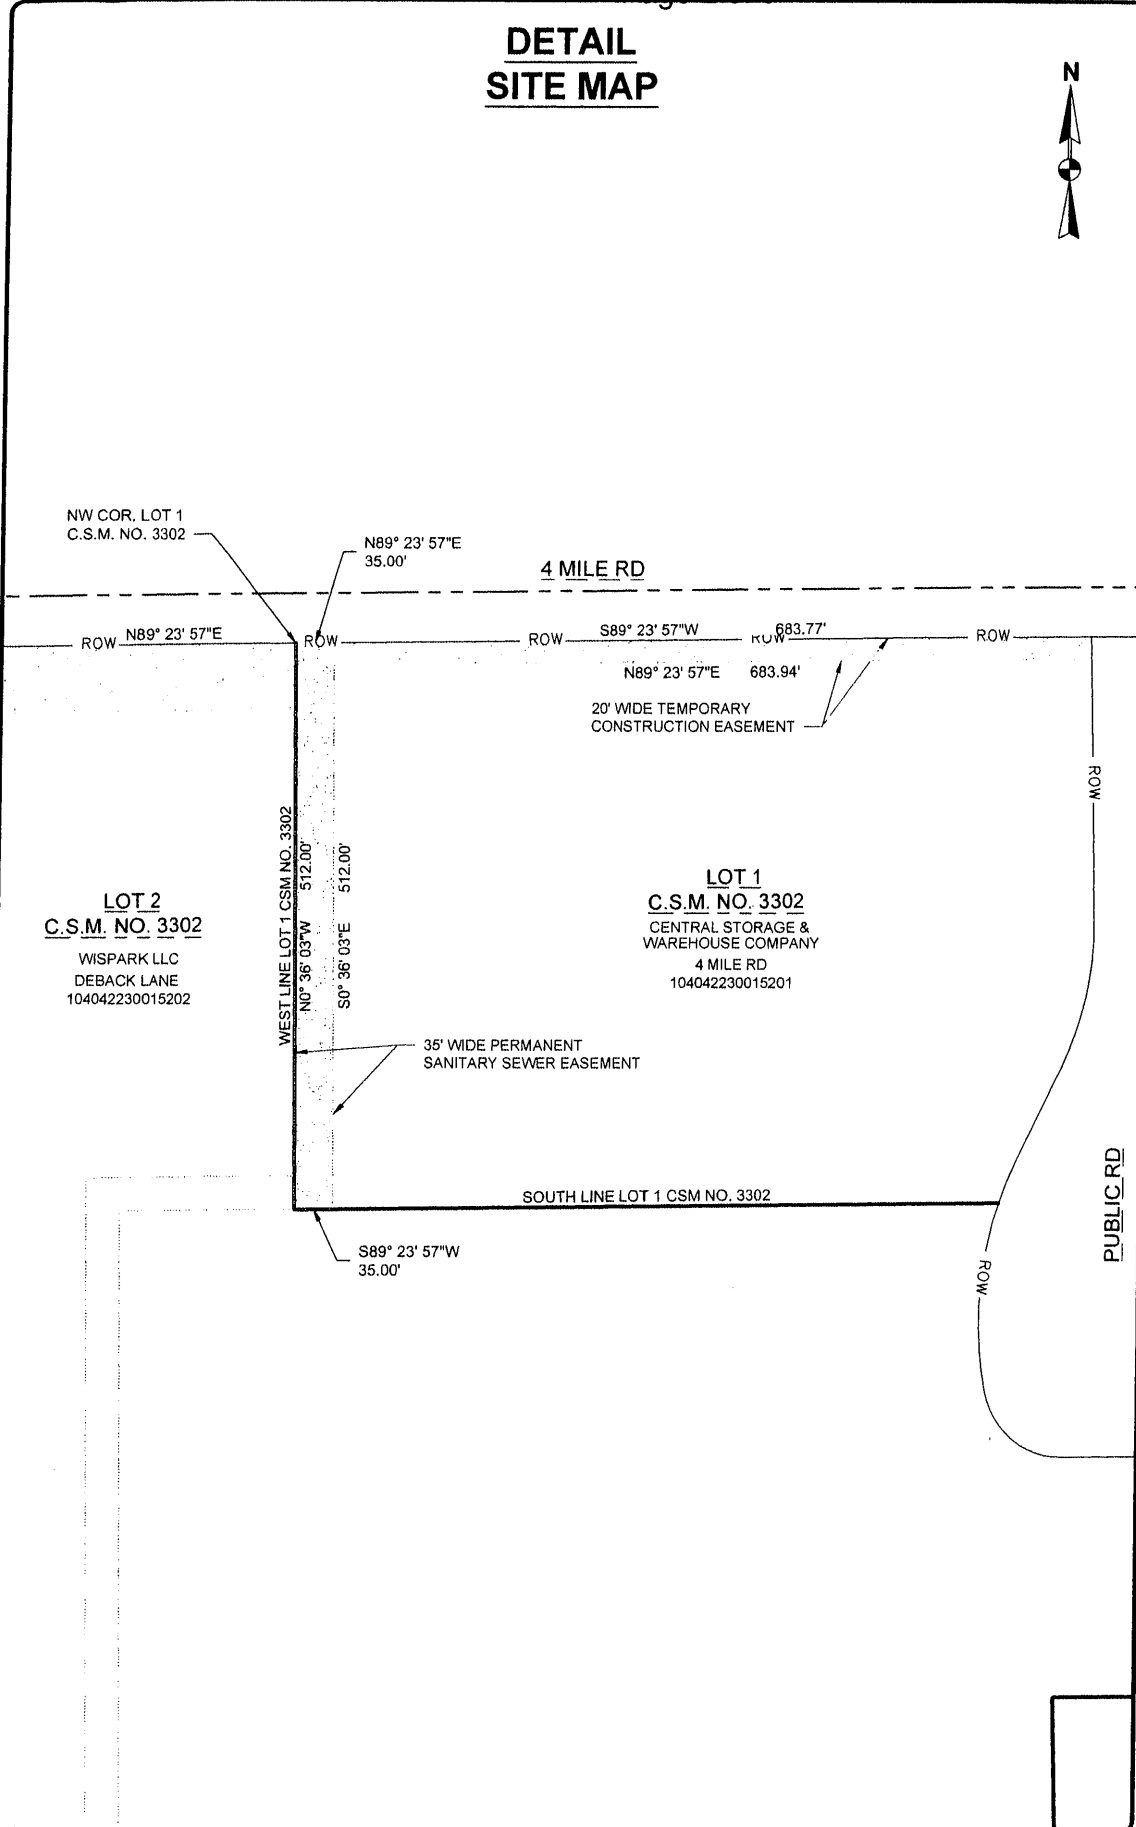 DETAIL
SITE MAP
N
NW COR. LOT 1
C.S.M. NO. 3302
N89° 23' 57"E
35.00'
4 MILE RD
ROW
N89° 23' 57"E
ROW
ROW
S89° 23' 57"W
ROW
683.77'
ROW
N89° 23' 57"E 683.94'
20' WIDE TEMPORARY
CONSTRUCTION EASEMENT
ROW
WEST LINE LOT 1 CSM NO. 3302
N0° 36' 03"W 512.00'
S0° 36' 03"E 512.00'
LOT 2
C.S.M. NO. 3302
WISPARK LLC
DEBACK LANE
104042230015202
LOT 1
C.S.M. NO. 3302
CENTRAL STORAGE &
WAREHOUSE COMPANY
4 MILE RD
104042230015201
35' WIDE PERMANENT
SANITARY SEWER EASEMENT
SOUTH LINE LOT 1 CSM NO. 3302
PUBLIC RD
S89° 23' 57"W
35.00'
ROW